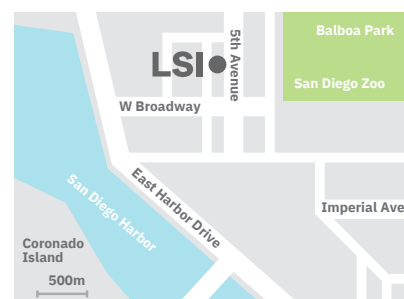 Balboa Park
5th Avenue
LSI
San Diego Zoo
W Broadway
East Harbor Drive
San Diego Harbor
Imperial Ave
Coronado
Island
500m